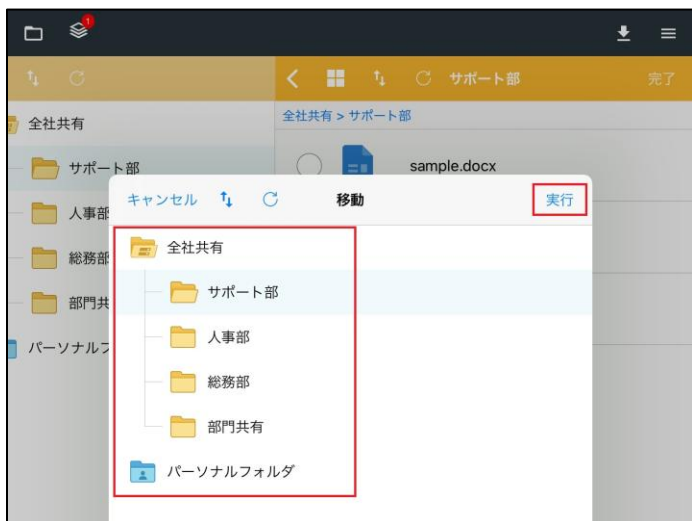 1
サポート部
完了
全社共有
全社共有 > サポート部
サポート部
sample.docx
人事部
総務部
部門共
パーソナルフ
キャンセル
移動
実行
全社共有
サポート部
人事部
総務部
部門共有
パーソナルフォルダ